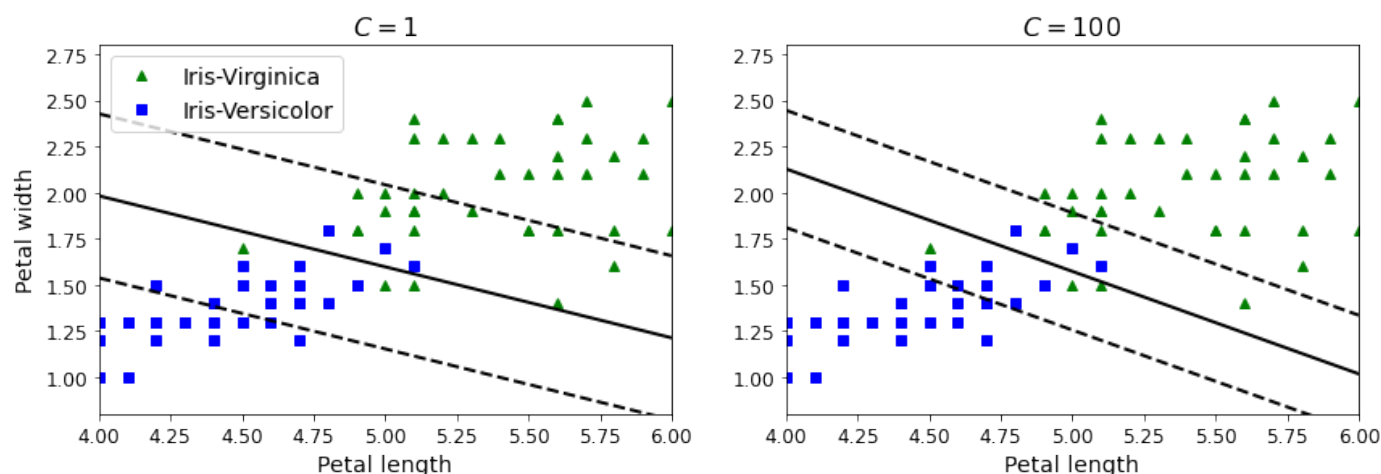 C = 1
2.75
2.50
2.25
2.00
1.75
1.50
1.25
1.00
Petal width
Iris-Virginica
Iris-Versicolor
4.00 4.25 4.50 4.75 5.00 5.25 5.50 5.75 6.00
Petal length
C = 100
2.75
2.50
2.25
2.00
1.75
1.50
1.25
1.00
4.00 4.25 4.50 4.75 5.00 5.25 5.50 5.75 6.00
Petal length